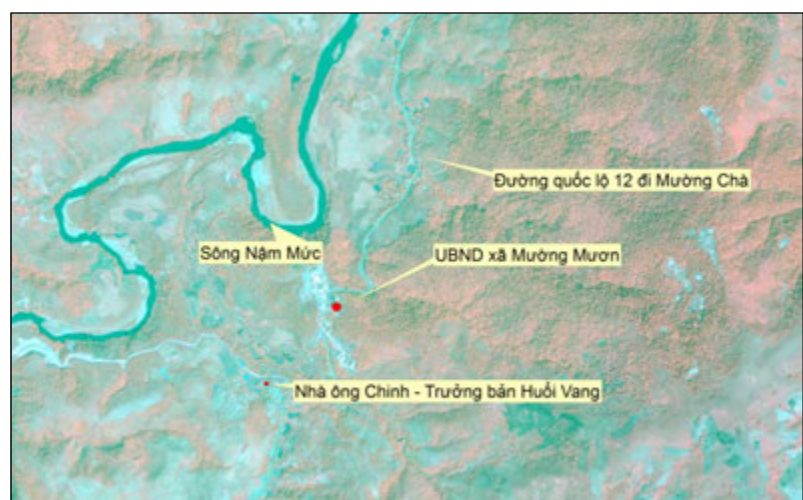 Đường quốc lộ 12 đi Mường Chà
Sông Nậm Mức
UBND xã Mường Mươn
Nhà ông Chinh - Trưởng bản Huổi Vang